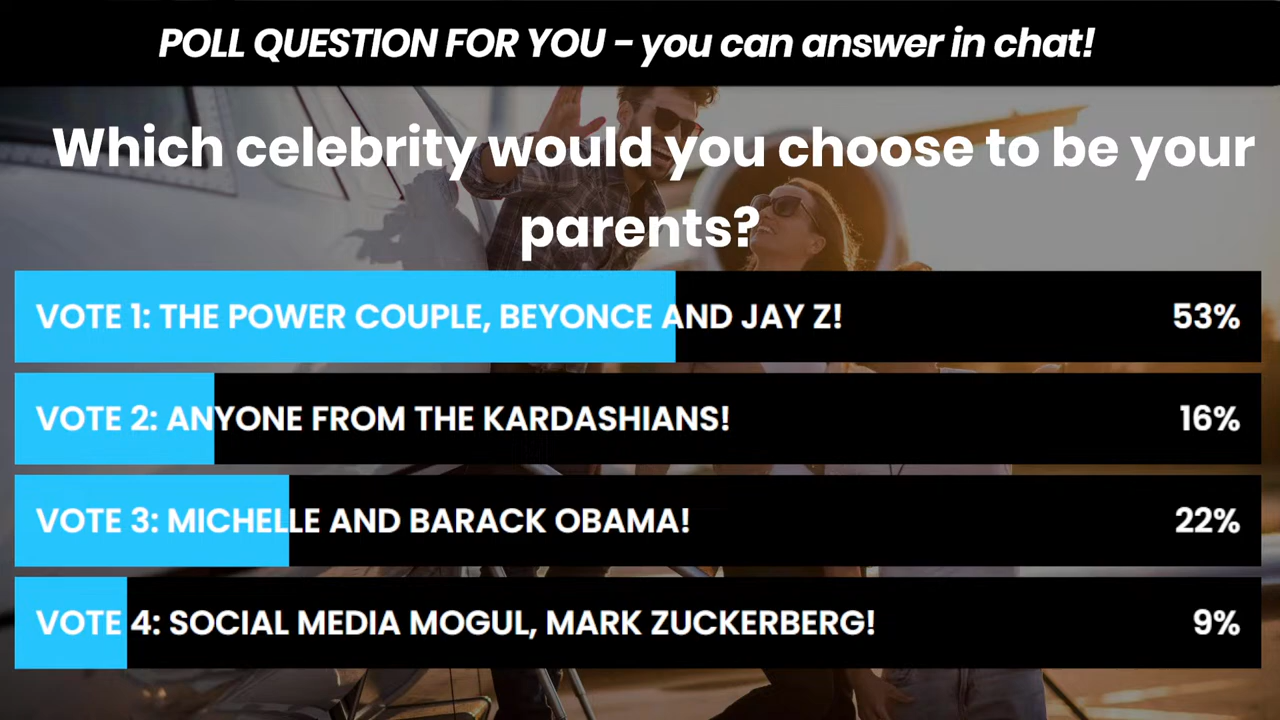 POLL QUESTION FOR YOU - you can answer in chat!
Which celebrity would you choose to be your
parents?
VOTE 1: THE POWER COUPLE, BEYONCE AND JAY Z! 53%
VOTE 2: ANYONE FROM THE KARDASHIANS! 16%
VOTE 3: MICHELLE AND BARACK OBAMA! 22%
VOTE 4: SOCIAL MEDIA MOGUL, MARK ZUCKERBERG! 9%